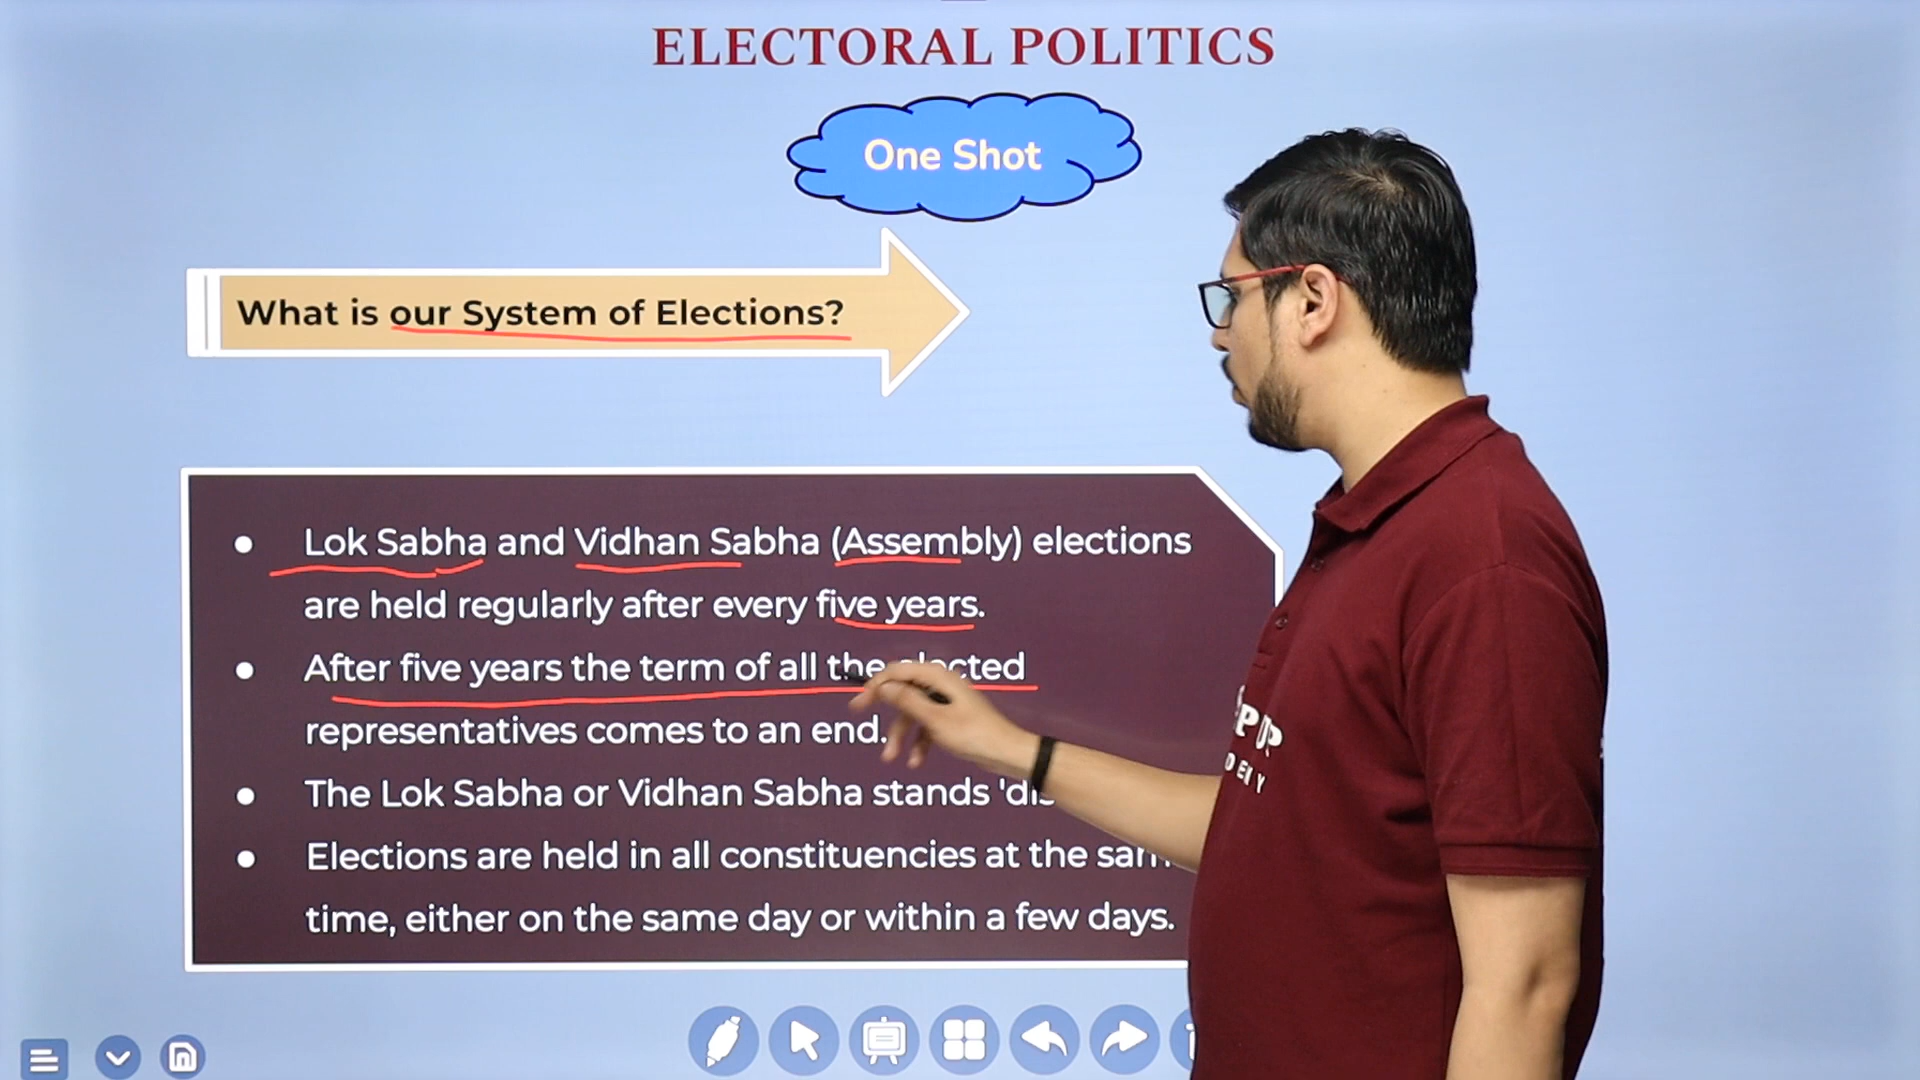 ELECTORAL POLITICS
One Shot
What is our System of Elections?
Lok Sabha and Vidhan Sabha (Assembly) elections
are held regularly after every five years.
After five years the term of all the elected
representatives comes to an end.
The Lok Sabha or Vidhan Sabha stands
Elections are held in all constituencies at the
time, either on the same day or within a few days.